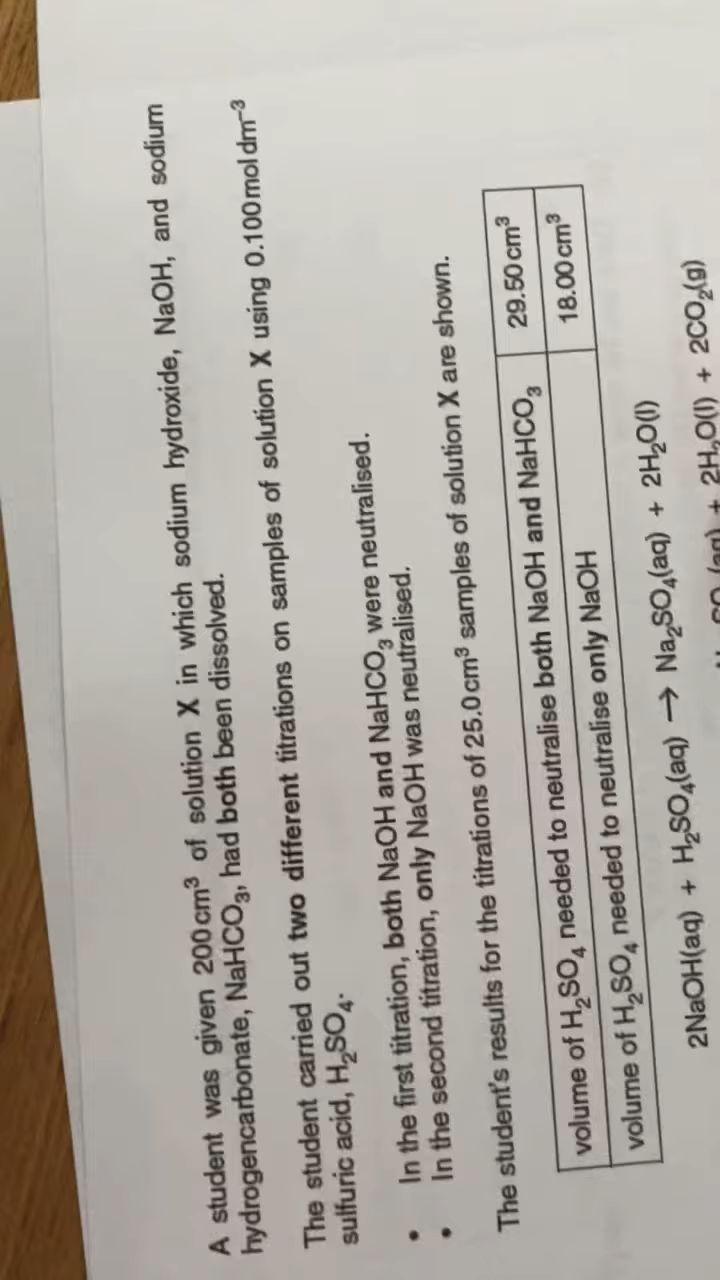 A student was given 200 cm³ of solution X in which sodium hydroxide, NaOH, and sodium
hydrogencarbonate, NaHCO₃, had both been dissolved.
The student carried out two different titrations on samples of solution X using 0.100 mol dm⁻³
sulfuric acid, H₂SO₄.
• In the first titration, both NaOH and NaHCO₃ were neutralised.
• In the second titration, only NaOH was neutralised.
The student's results for the titrations of 25.0 cm³ samples of solution X are shown.
volume of H₂SO₄ needed to neutralise both NaOH and NaHCO₃ 29.50 cm³
volume of H₂SO₄ needed to neutralise only NaOH 18.00 cm³
2NaOH(aq) + H₂SO₄(aq) → Na₂SO₄(aq) + 2H₂O(l)
+ 2H₂O(l) + 2CO₂(g)